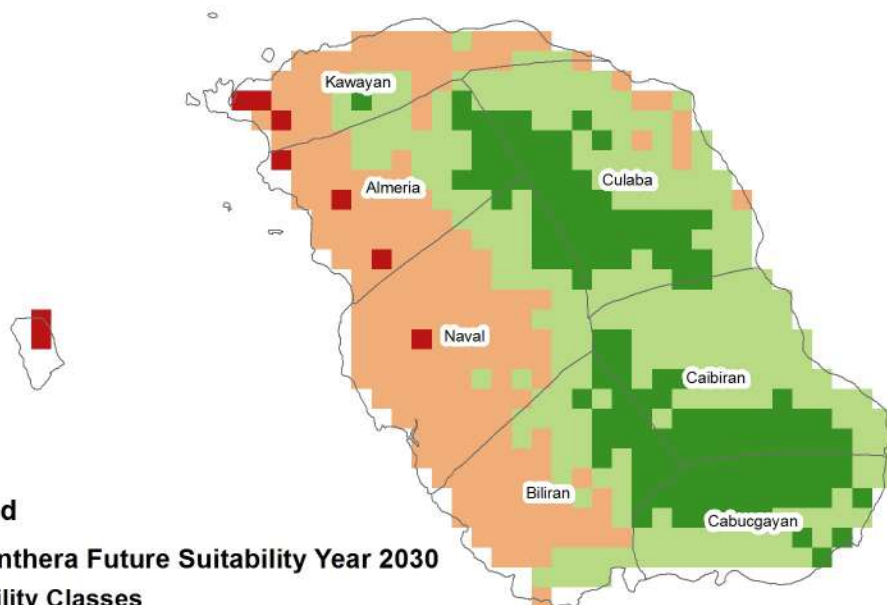 Kawayan
Almeria
Culaba
Naval
Caibiran
Biliran
Cabucgayan
d
nthera Future Suitability Year 2030
ility Classes